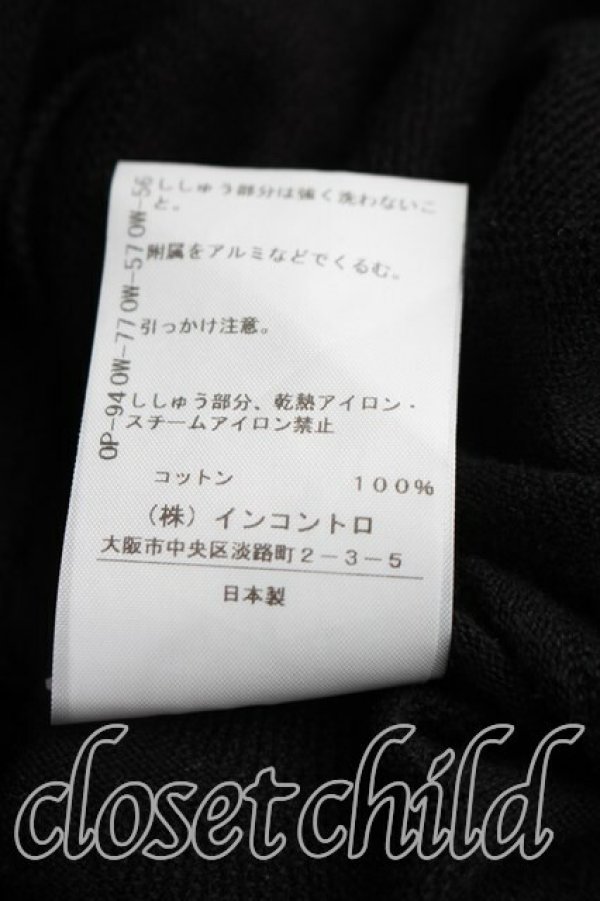 ししゅう部分は強く洗わないこ
と。
附属をアルミなどでくるむ。
引っかけ注意。
ししゅう部分、乾熱アイロン・
スチームアイロン禁止
コットン 100%
(株)インコントロ
大阪市中央区淡路町2-3-5
日本製
OP-94 OW-77 OW-57 OW-56
closetchild